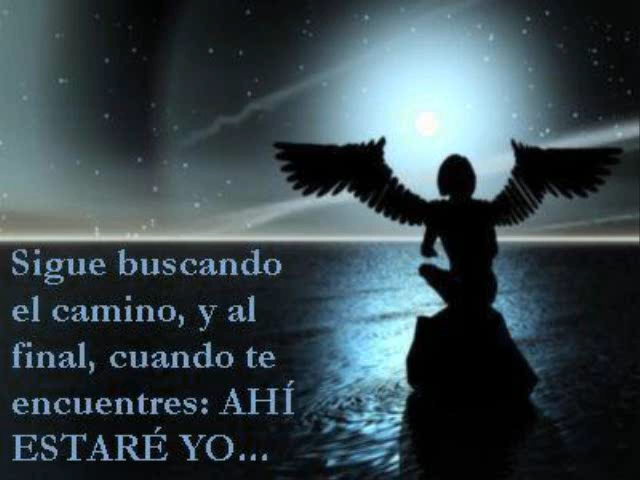 Sigue buscando
el camino, y al
final, cuando te
encuentres: AHÍ
ESTARÉ YO...